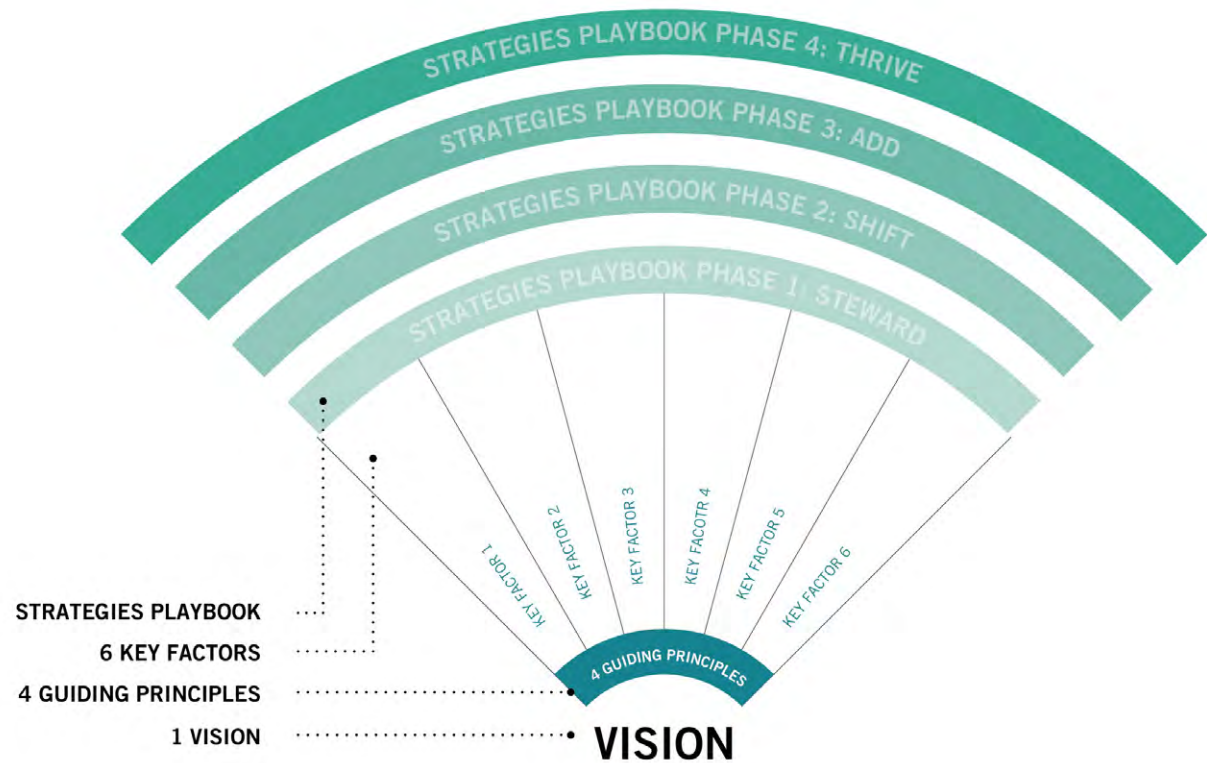 STRATEGIES PLAYBOOK PHASE 4: THRIVE
STRATEGIES PLAYBOOK PHASE 3: ADD
STRATEGIES PLAYBOOK PHASE 2: SHIFT
STRATEGIES PLAYBOOK PHASE 1: STEWARD
KEY FACTOR 1
KEY FACTOR 2
KEY FACTOR 3
KEY FACOTR 4
KEY FACTOR 5
KEY FACTOR 6
STRATEGIES PLAYBOOK
6 KEY FACTORS
4 GUIDING PRINCIPLES
1 VISION
4 GUIDING PRINCIPLES
VISION